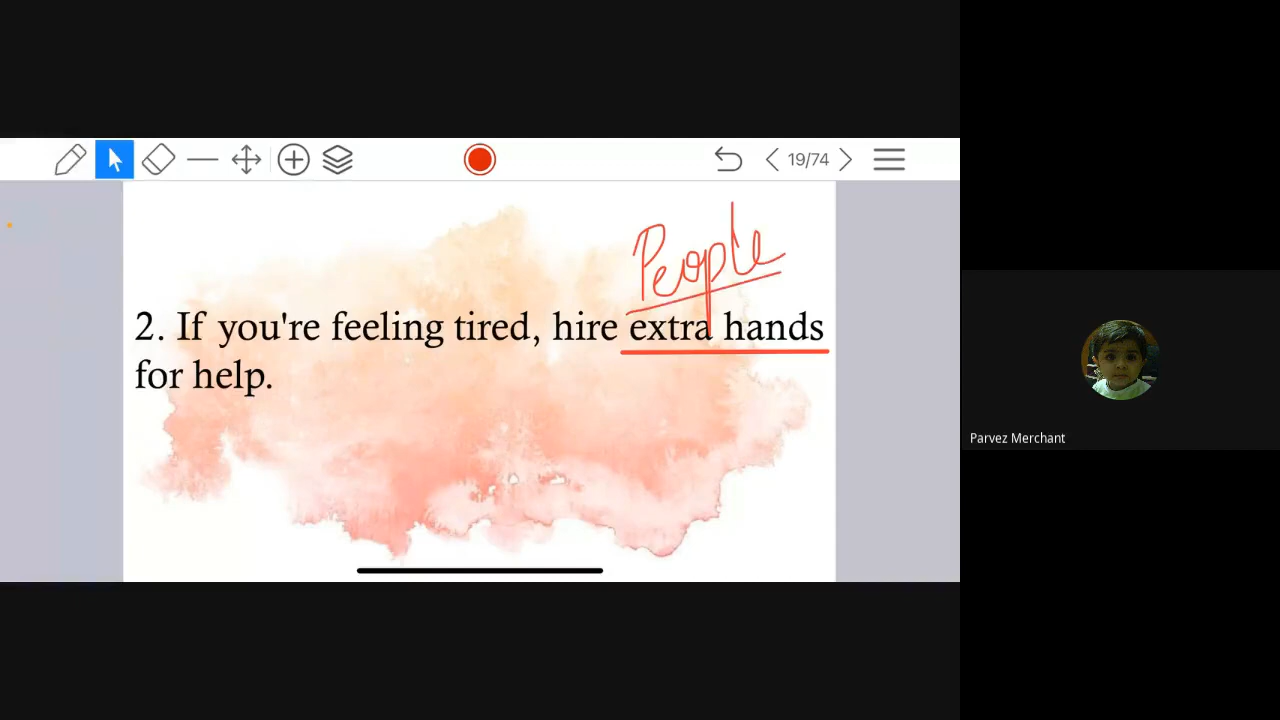 19/74
People
2. If you're feeling tired, hire extra hands
for help.
Parvez Merchant